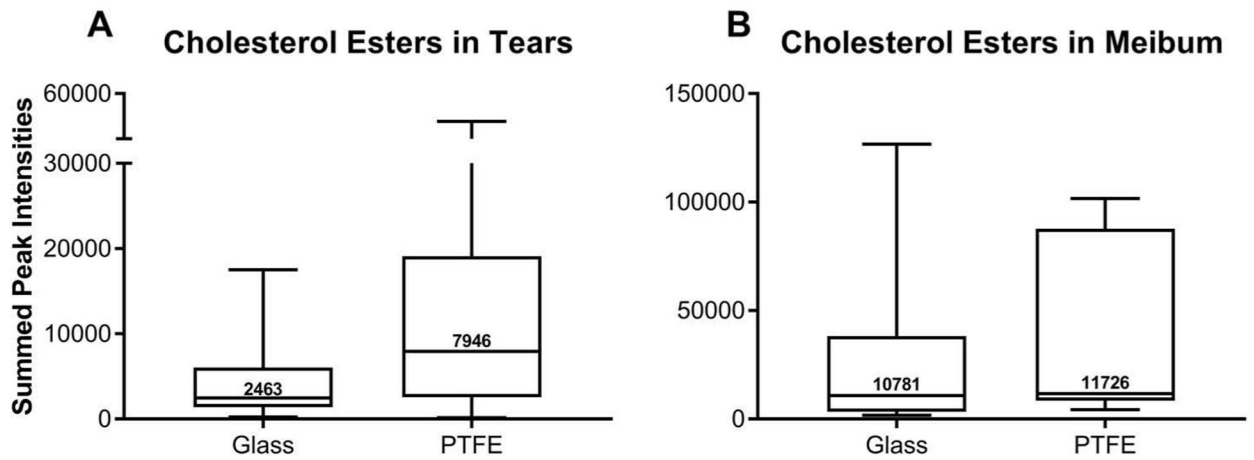 A
Cholesterol Esters in Tears
Summed Peak Intensities
60000
30000
20000
10000
0
7946
2463
Glass
PTFE
B
Cholesterol Esters in Meibum
150000
100000
50000
0
10781
11726
Glass
PTFE